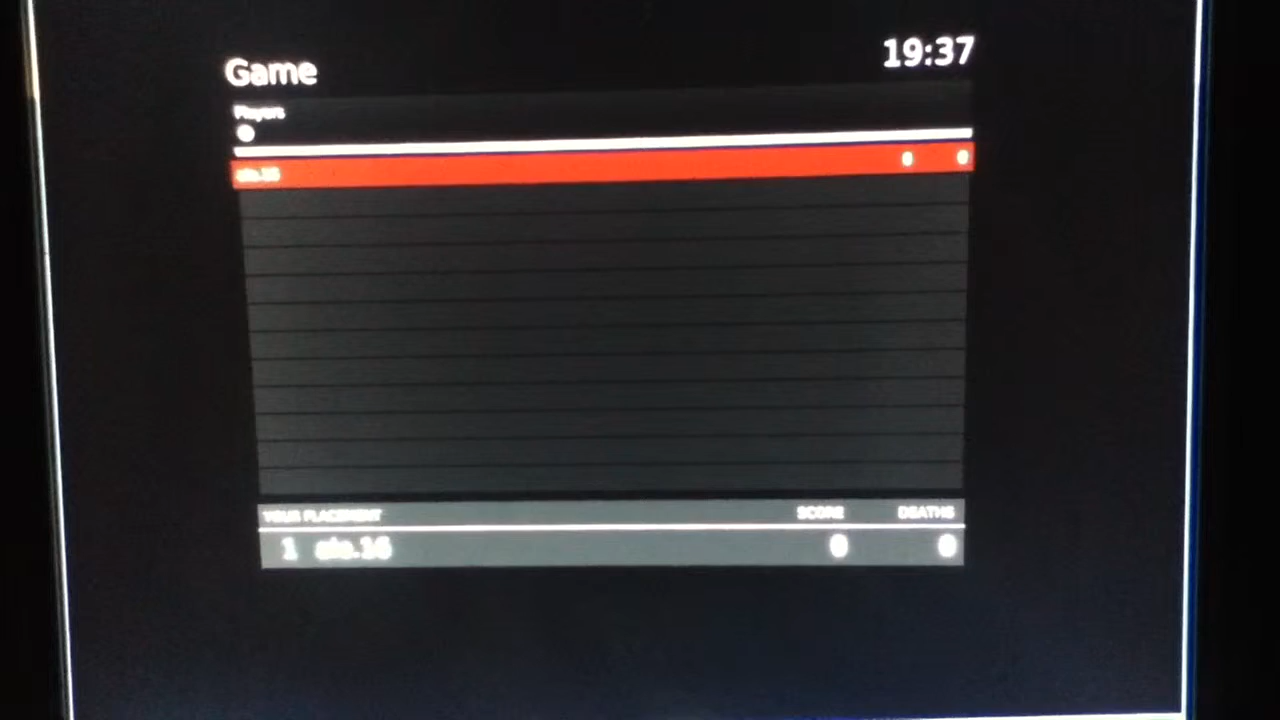 Game
19:37
Players
0 0
YOUR PLACEMENT SCORE DEATHS
1 0 0